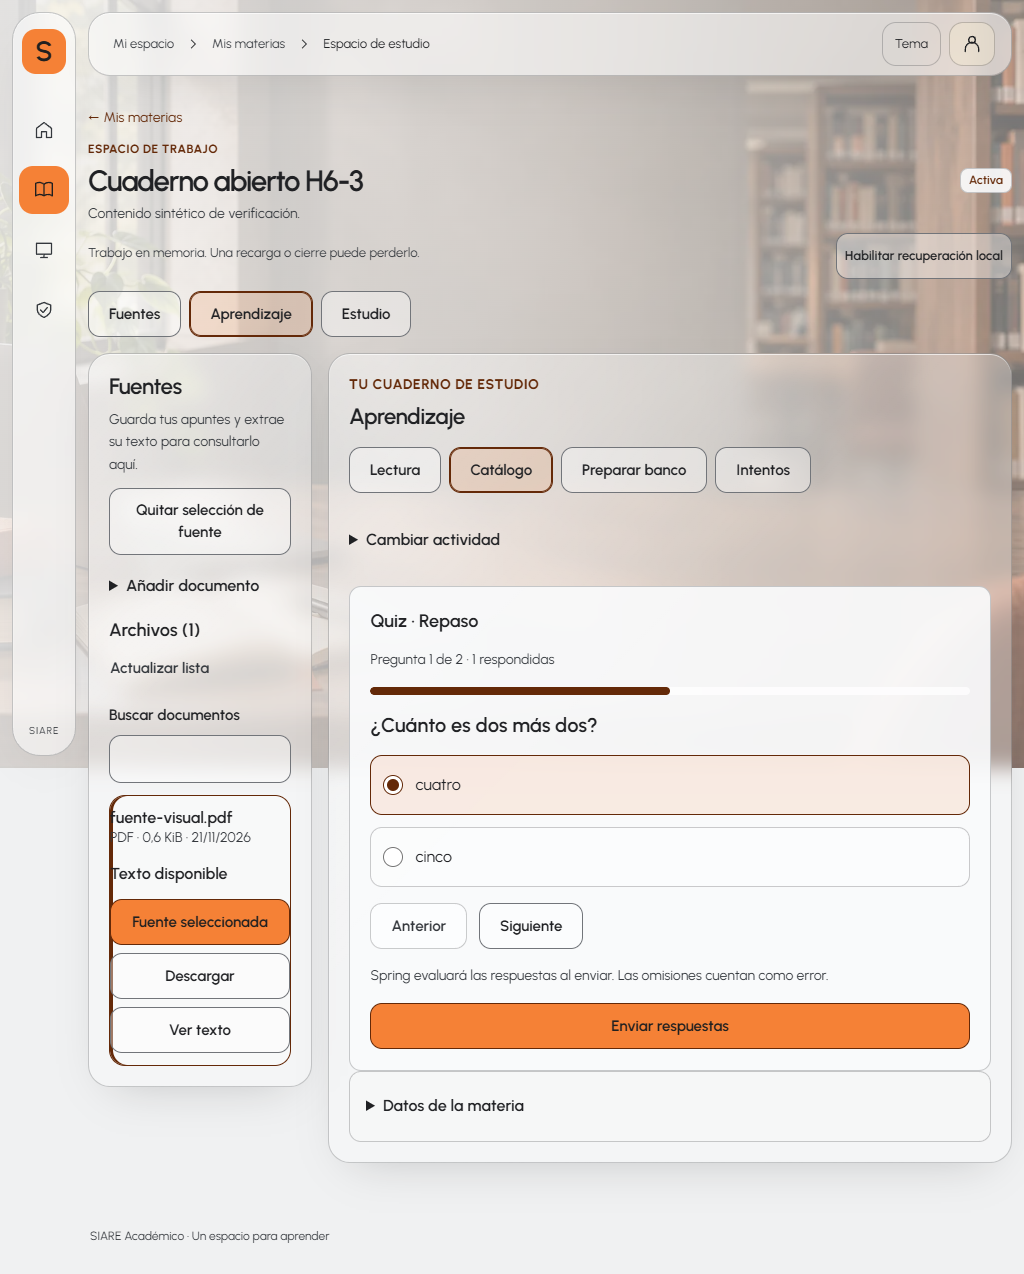 S
Mi espacio > Mis materias > Espacio de estudio
Tema
← Mis materias
ESPACIO DE TRABAJO
Cuaderno abierto H6-3
Activa
Contenido sintético de verificación.
Trabajo en memoria. Una recarga o cierre puede perderlo.
Habilitar recuperación local
Fuentes
Aprendizaje
Estudio
Fuentes
Guarda tus apuntes y extrae
su texto para consultarlo
aquí.
Quitar selección de
fuente
Añadir documento
Archivos (1)
Actualizar lista
Buscar documentos
fuente-visual.pdf
PDF · 0,6 KiB · 21/11/2026
Texto disponible
Fuente seleccionada
Descargar
Ver texto
TU CUADERNO DE ESTUDIO
Aprendizaje
Lectura
Catálogo
Preparar banco
Intentos
Cambiar actividad
Quiz · Repaso
Pregunta 1 de 2 · 1 respondidas
¿Cuánto es dos más dos?
cuatro
cinco
Anterior
Siguiente
Spring evaluará las respuestas al enviar. Las omisiones cuentan como error.
Enviar respuestas
Datos de la materia
SIARE
SIARE Académico · Un espacio para aprender